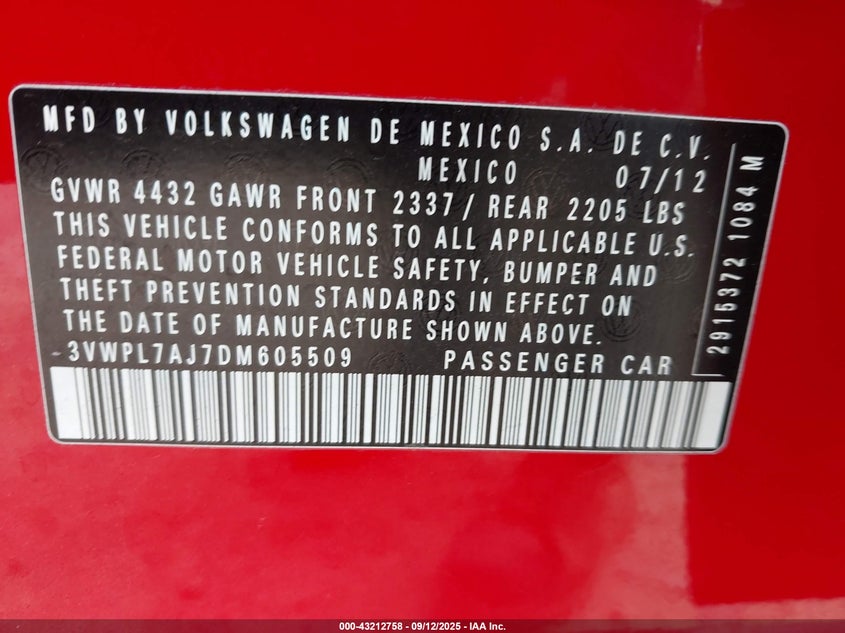 MFD BY VOLKSWAGEN DE MEXICO S.A. DE C.V.
MEXICO 07/12
GVWR 4432 GAWR FRONT 2337/ REAR 2205 LBS
THIS VEHICLE CONFORMS TO ALL APPLICABLE U.S.
FEDERAL MOTOR VEHICLE SAFETY, BUMPER AND
THEFT PREVENTION STANDARDS IN EFFECT ON
THE DATE OF MANUFACTURE SHOWN ABOVE.
3VWPL7AJ7DM605509 PASSENGER CAR
2915372 1084 M
000-43212758 - 09/12/2025 - IAA Inc.